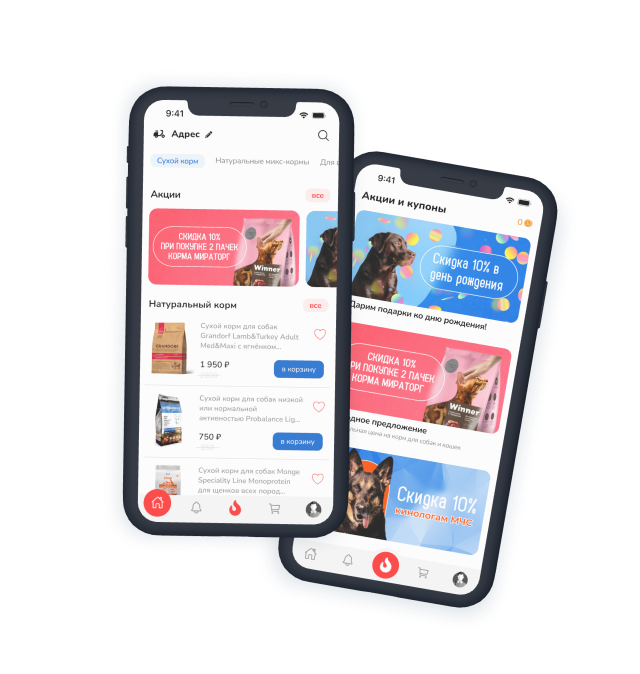 9:41
Адрес
Сухой корм
Натуральные микс-кормы
Для
Акции
все
СКИДКА 10%
ПРИ ПОКУПКЕ 2 ПАЧЕК
КОРМА МИРАТОРГ
Winner
Натуральный корм
все
GRANDORF
Сухой корм для собак
Grandorf Lamb&Turkey Adult
Med&Maxi с ягнёнком...
1 950 ₽
в корзину
Сухой корм для собак низкой
или нормальной
активностью Probalance Lig...
750 ₽
в корзину
Сухой корм для собак Monge
Speciality Line Monoprotein
для щенков всех пород...
9:41
Акции и купоны
0
Скидка 10% в
день рождения
Дарим подарки ко дню рождения!
СКИДКА 10%
РИ ПОКУПКЕ 2 ПАЧЕК
КОРМА МИРАТОРГ
Winner
дное предложение
льная цена на корм для собак и кошек
Скидка 10%
кинологам МЧС